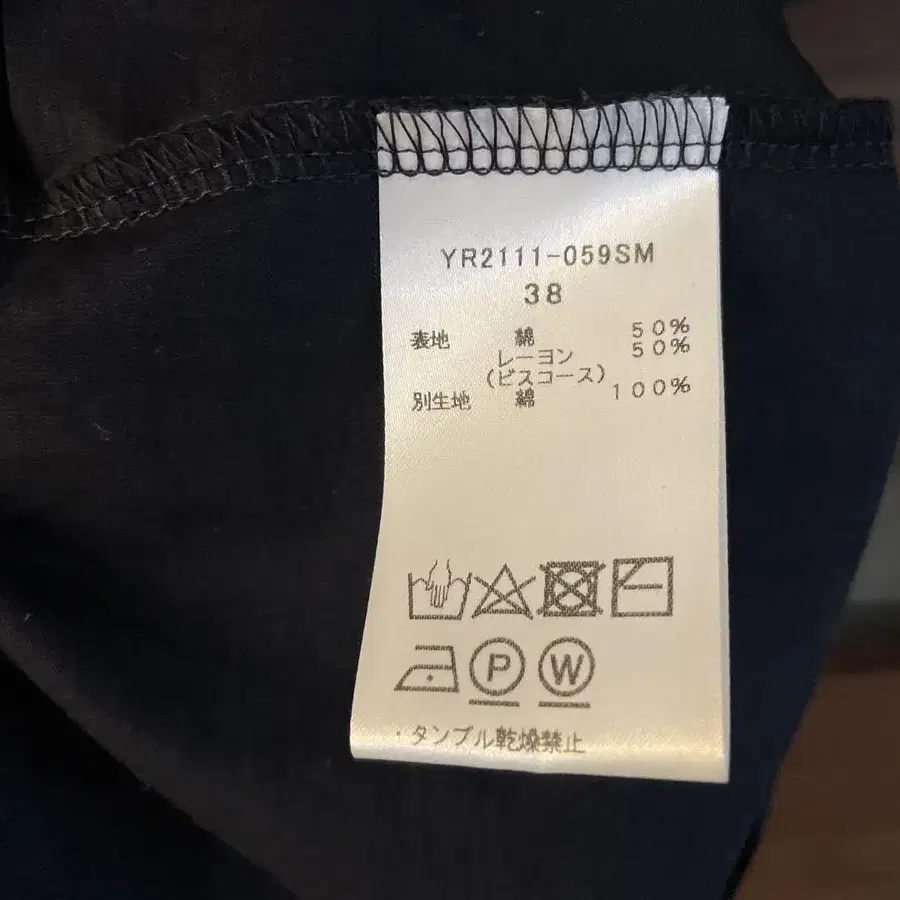 YR2111-059SM
38
表地 綿 50%
レーヨン 50%
(ビスコース)
別生地 綿 100%
P W
・タンブル乾燥禁止